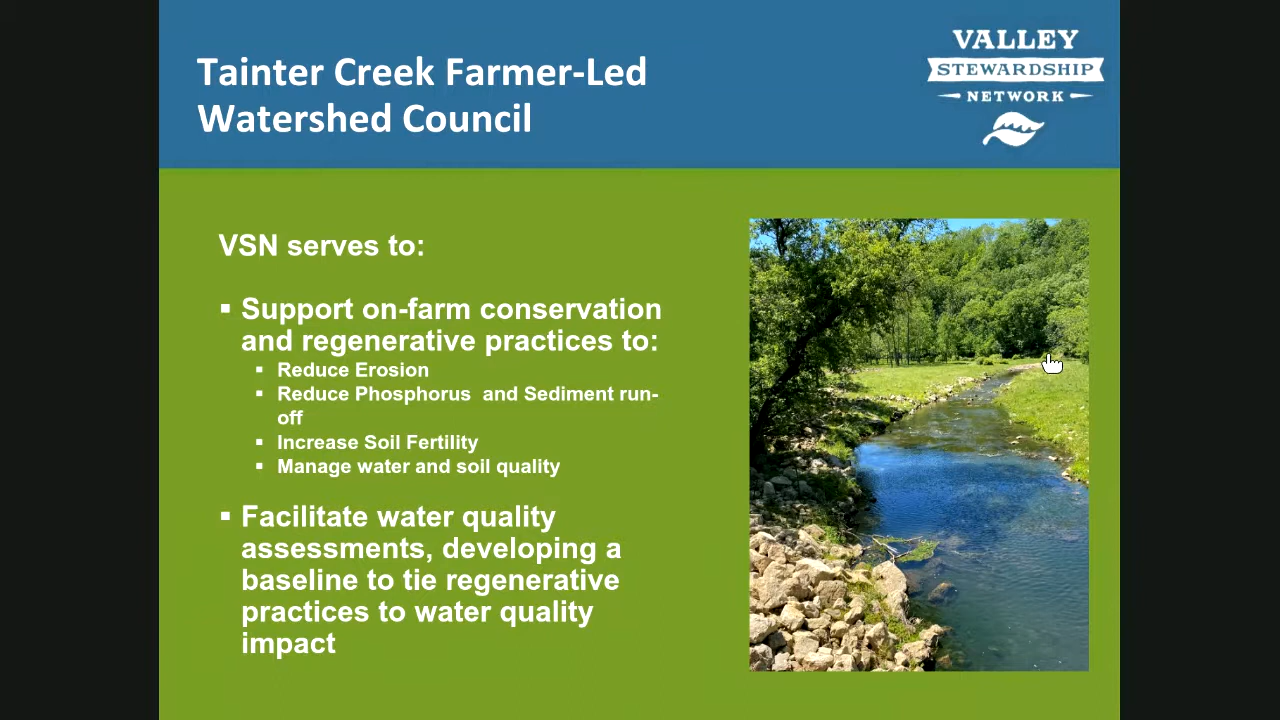 Tainter Creek Farmer-Led
Watershed Council
VALLEY
STEWARDSHIP
NETWORK
VSN serves to:
▪ Support on-farm conservation
and regenerative practices to:
▪ Reduce Erosion
▪ Reduce Phosphorus  and Sediment run-
off
▪ Increase Soil Fertility
▪ Manage water and soil quality
▪ Facilitate water quality
assessments, developing a
baseline to tie regenerative
practices to water quality
impact